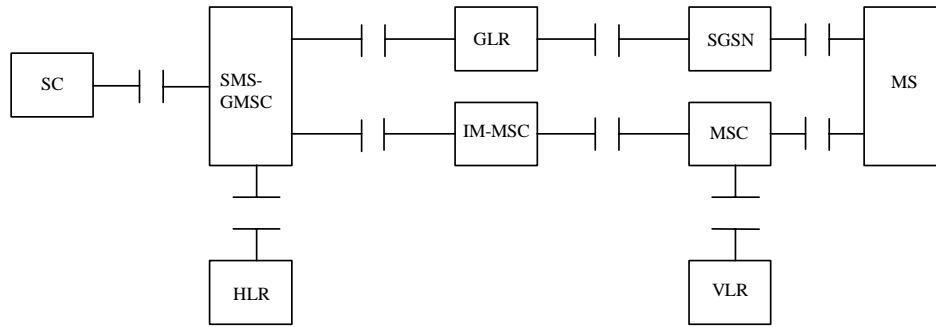 GLR
SGSN
SC
SMS-
GMSC
MS
IM-MSC
MSC
HLR
VLR